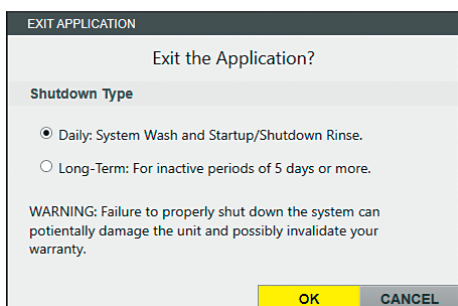 EXIT APPLICATION
Exit the Application?
Shutdown Type
Daily: System Wash and Startup/Shutdown Rinse.
Long-Term: For inactive periods of 5 days or more.
WARNING: Failure to properly shut down the system can
potientally damage the unit and possibly invalidate your
warranty.
OK CANCEL